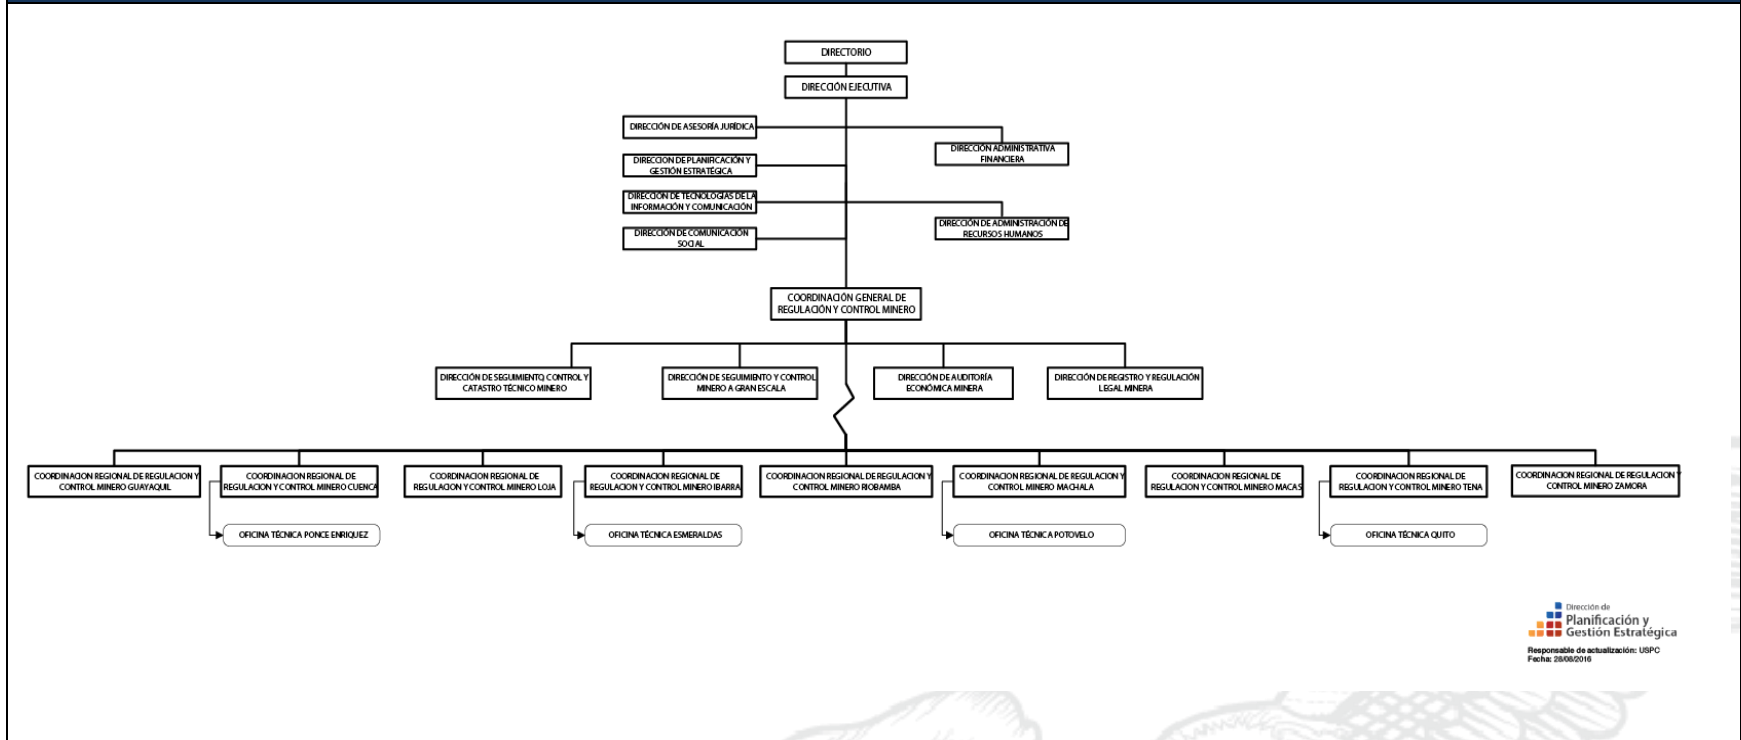 DIRECTORIO
DIRECCIÓN EJECUTIVA
DIRECCIÓN DE ASESORÍA JURÍDICA
DIRECCIÓN ADMINISTRATIVA
FINANCIERA
DIRECCION DE PLANIFICACIÓN Y
GESTIÓN ESTRATÉGICA
DIRECCIÓN DE TECNOLOGÍAS DE LA
INFORMACIÓN Y COMUNICACIÓN
DIRECCIÓN DE ADMINISTRACIÓN DE
RECURSOS HUMANOS
DIRECCIÓN DE COMUNICACIÓN
SOCIAL
COORDINACIÓN GENERAL DE
REGULACIÓN Y CONTROL MINERO
DIRECCIÓN DE SEGUIMIENTO, CONTROL Y
CATASTRO TÉCNICO MINERO
DIRECCIÓN DE SEGUIMIENTO Y CONTROL
MINERO A GRAN ESCALA
DIRECCIÓN DE AUDITORÍA
ECONÓMICA MINERA
DIRECCIÓN DE REGISTRO Y REGULACIÓN
LEGAL MINERA
COORDINACION REGIONAL DE REGULACION Y
CONTROL MINERO GUAYAQUIL
COORDINACION REGIONAL DE
REGULACION Y CONTROL MINERO CUENCA
COORDINACION REGIONAL DE
REGULACION Y CONTROL MINERO LOJA
COORDINACION REGIONAL DE
REGULACION Y CONTROL MINERO IBARRA
COORDINACION REGIONAL DE REGULACION Y
CONTROL MINERO RIOBAMBA
COORDINACION REGIONAL DE REGULACION Y
CONTROL MINERO MACHALA
COORDINACION REGIONAL DE
REGULACION Y CONTROL MINERO MACAS
COORDINACION REGIONAL DE
REGULACION Y CONTROL MINERO TENA
COORDINACION REGIONAL DE REGULACION Y
CONTROL MINERO ZAMORA
OFICINA TÉCNICA PONCE ENRIQUEZ
OFICINA TÉCNICA ESMERALDAS
OFICINA TÉCNICA POTOVELO
OFICINA TÉCNICA QUITO
Dirección de
Planificación y
Gestión Estratégica
Responsable de actualización: USPC
Fecha: 28/08/2016